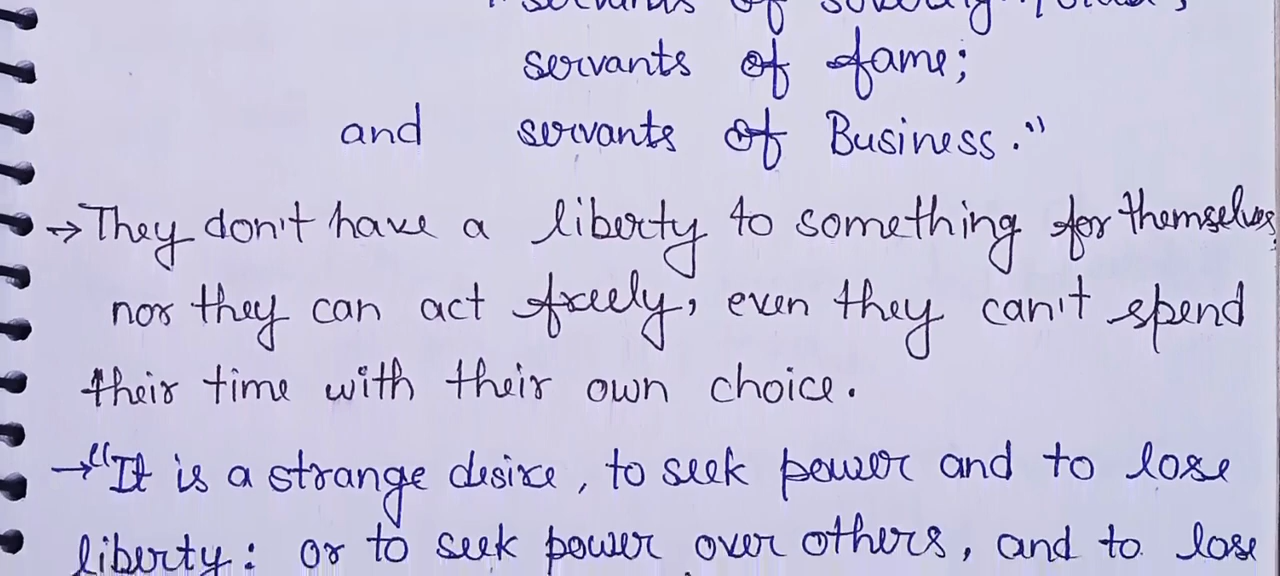 servants of
servants of fame;
and servants of Business."
→ They don't have a liberty to something for themselves,
nor they can act freely, even they can't spend
their time with their own choice.
→ "It is a strange desire, to seek power and to lose
liberty: or to seek power over others, and to lose